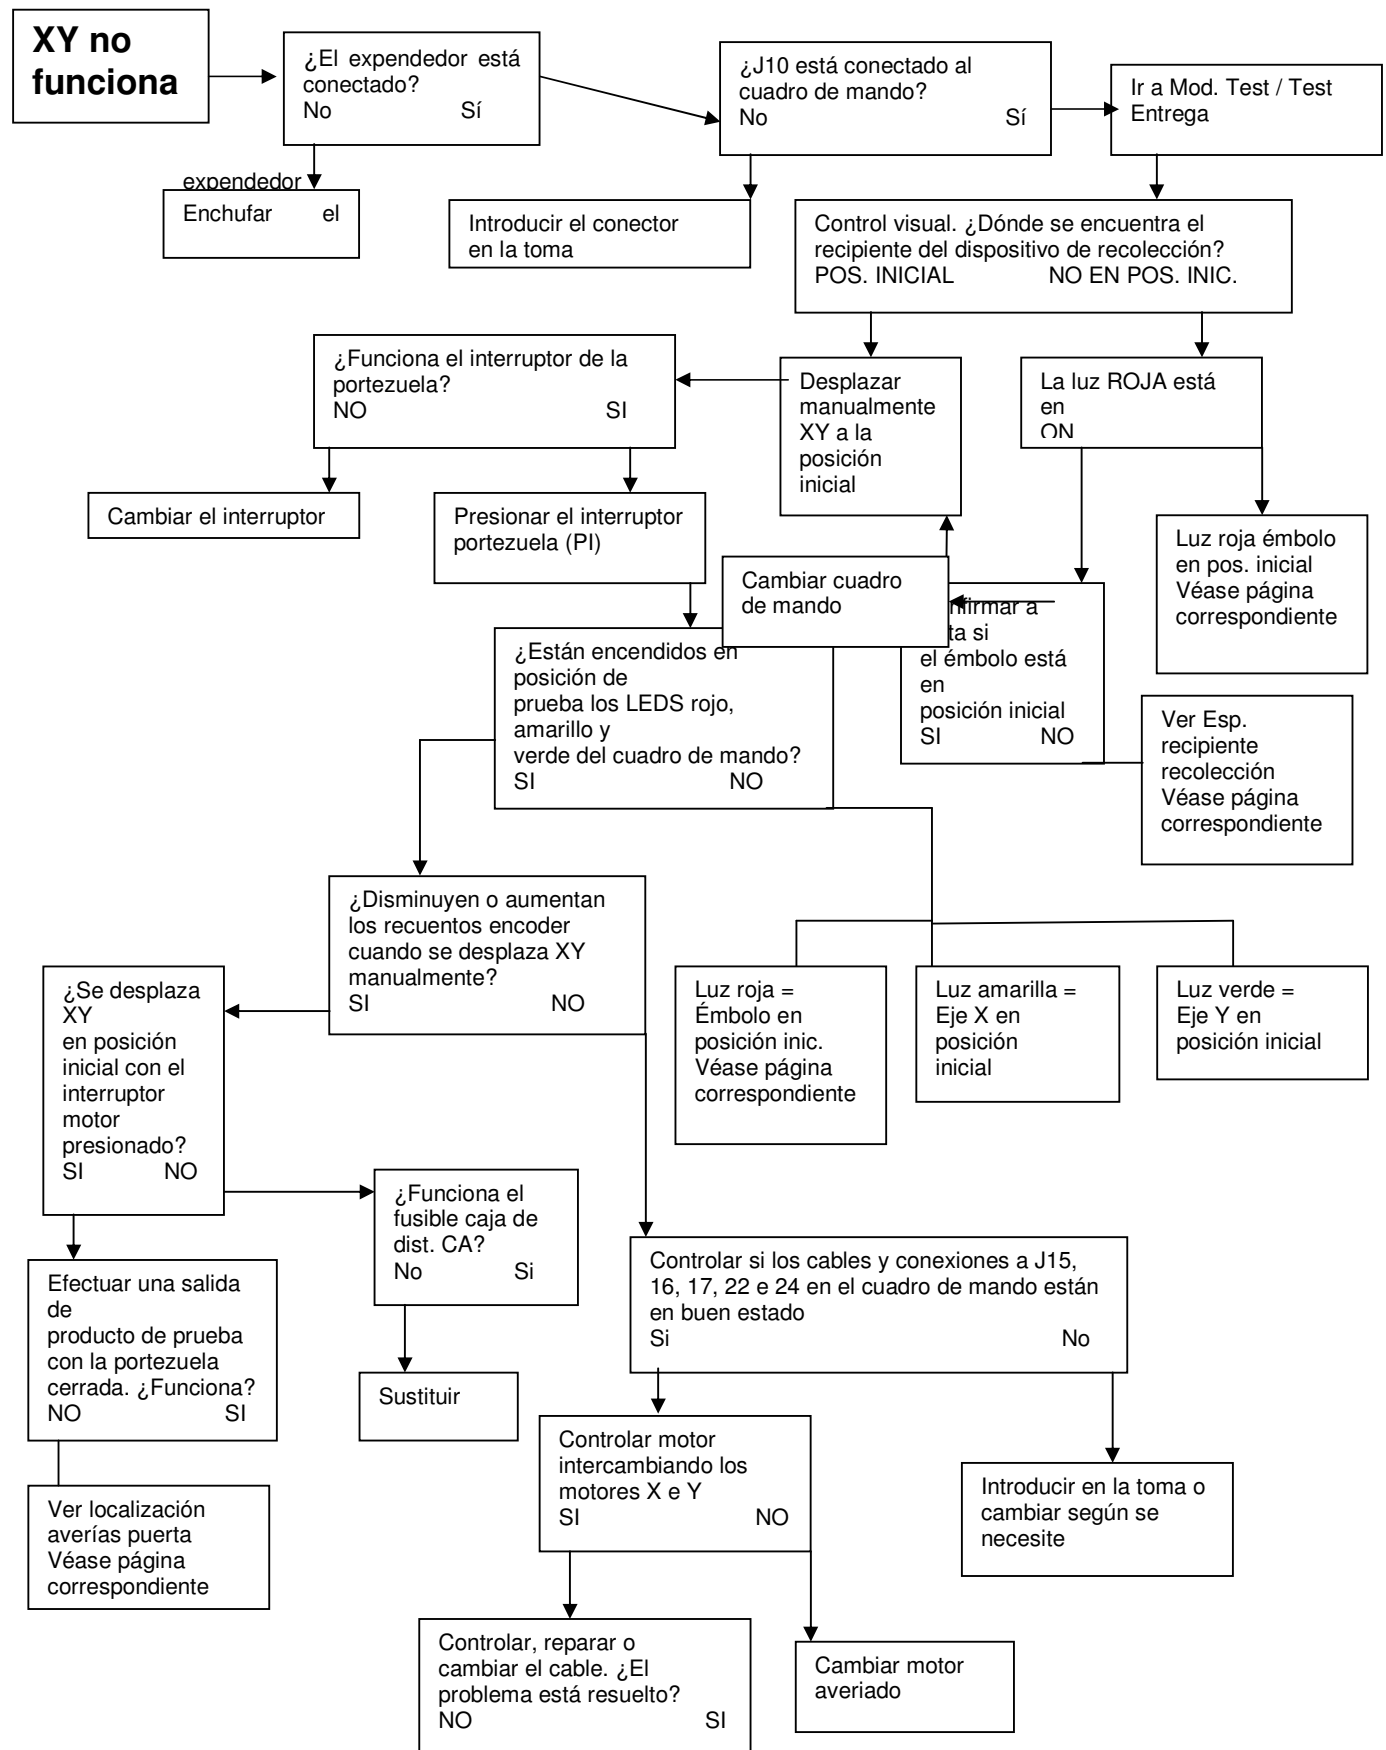 XY no
funciona
¿El expendedor está
conectado?
No Sí
¿J10 está conectado al
cuadro de mando?
No Sí
Ir a Mod. Test / Test
Entrega
expendedor
Enchufar el
Introducir el conector
en la toma
Control visual. ¿Dónde se encuentra el
recipiente del dispositivo de recolección?
POS. INICIAL NO EN POS. INIC.
¿Funciona el interruptor de la
portezuela?
NO SI
Desplazar
manualmente
XY a la
posición
inicial
La luz ROJA está
en
ON
Cambiar el interruptor
Presionar el interruptor
portezuela (PI)
Luz roja émbolo
en pos. inicial
Véase página
correspondiente
Cambiar cuadro
de mando
a
si
el émbolo está
en
posición inicial
SI NO
¿Están encendidos en
posición de
prueba los LEDS rojo,
amarillo y
verde del cuadro de mando?
SI NO
Ver Esp.
recipiente
recolección
Véase página
correspondiente
¿Disminuyen o aumentan
los recuentos encoder
cuando se desplaza XY
manualmente?
SI NO
¿Se desplaza
XY
en posición
inicial con el
interruptor
motor
presionado?
SI NO
Luz roja =
Émbolo en
posición inic.
Véase página
correspondiente
Luz amarilla =
Eje X en
posición
inicial
Luz verde =
Eje Y en
posición inicial
¿Funciona el
fusible caja de
dist. CA?
No Si
Controlar si los cables y conexiones a J15,
16, 17, 22 e 24 en el cuadro de mando están
en buen estado
Si No
Efectuar una salida
de
producto de prueba
con la portezuela
cerrada. ¿Funciona?
NO SI
Sustituir
Controlar motor
intercambiando los
motores X e Y
SI NO
Introducir en la toma o
cambiar según se
necesite
Ver localización
averías puerta
Véase página
correspondiente
Controlar, reparar o
cambiar el cable. ¿El
problema está resuelto?
NO SI
Cambiar motor
averiado